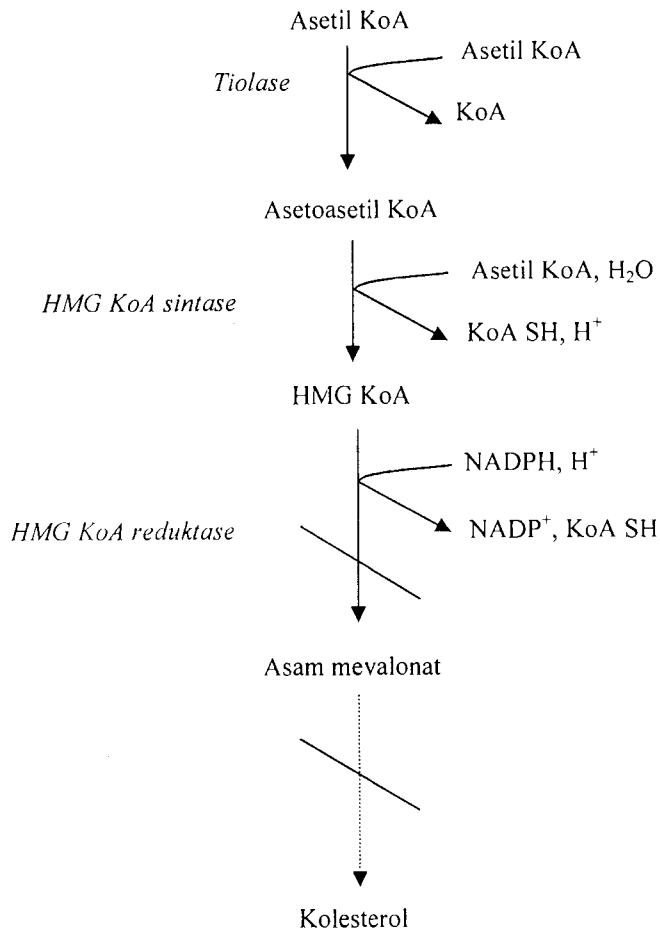 Asetil KoA
Asetil KoA
Tiolase
KoA
Asetoasetil KoA
Asetil KoA, H₂O
HMG KoA sintase
KoA SH, H⁺
HMG KoA
NADPH, H⁺
HMG KoA reduktase
NADP⁺, KoA SH
Asam mevalonat
Kolesterol